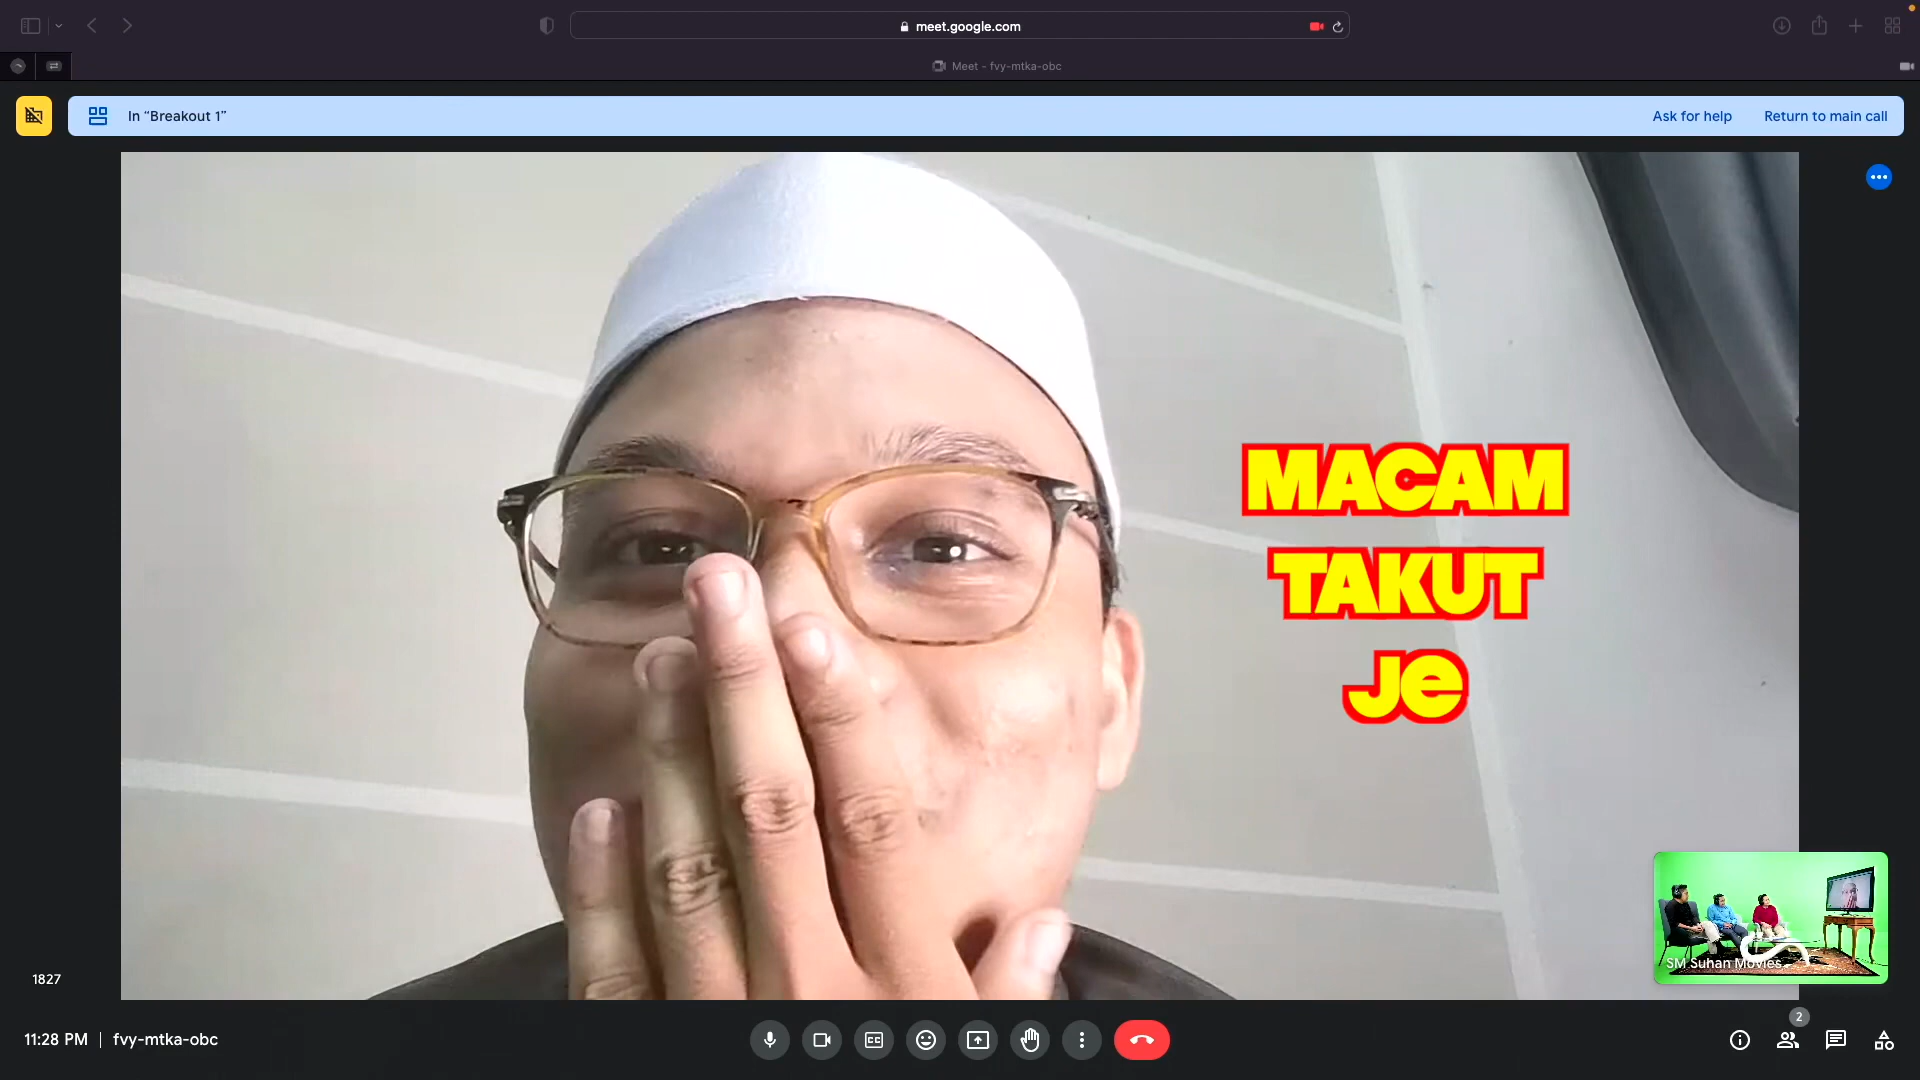 meet.google.com
Meet - fvy-mtka-obc
In “Breakout 1”
Ask for help
Return to main call
MACAM
TAKUT
Je
SM Suhan Movies
1827
2
11:28 PM | fvy-mtka-obc